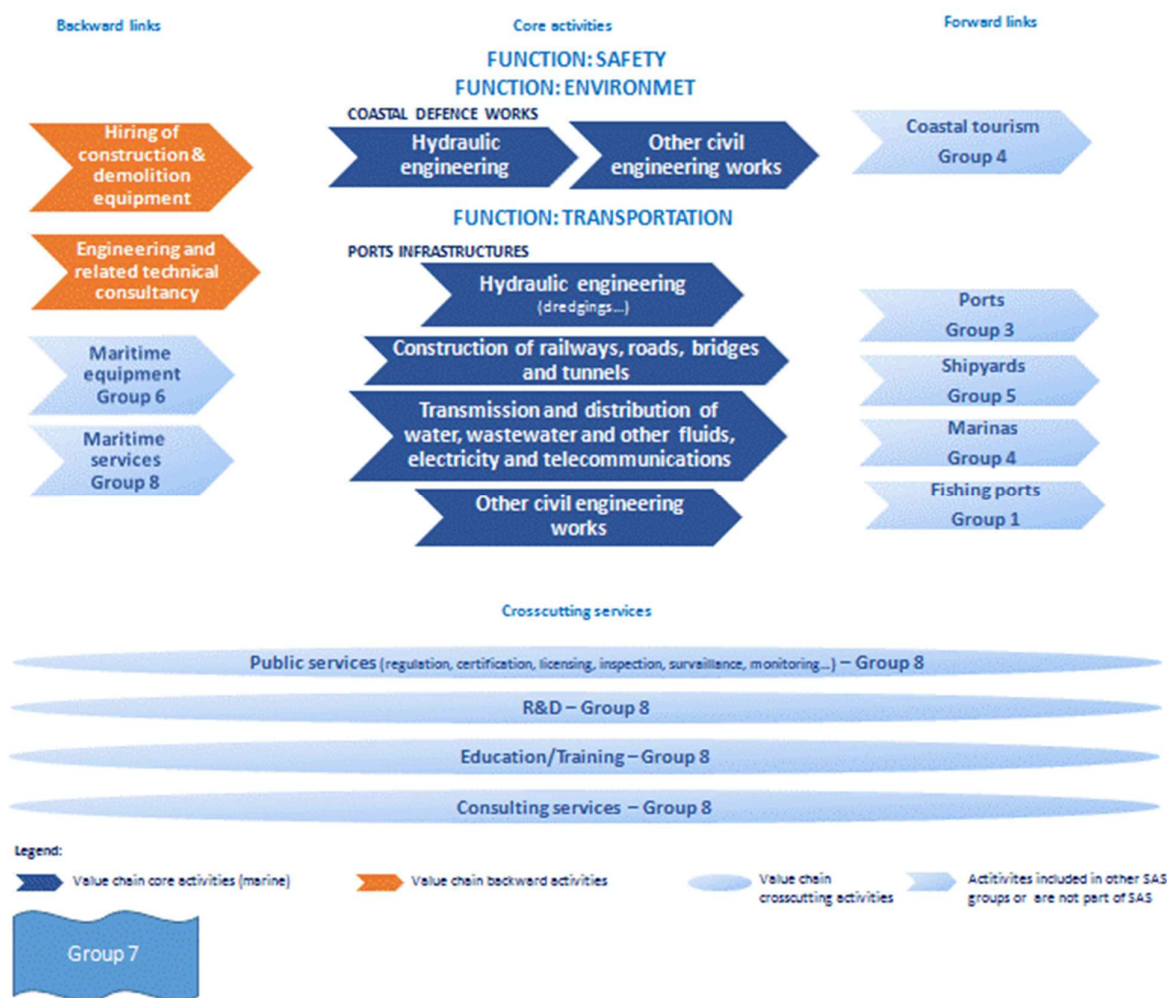 Backward links
Core activities
Forward links
FUNCTION: SAFETY
FUNCTION: ENVIRONMET
COASTAL DEFENCE WORKS
Hiring of
construction &
demolition
equipment
Hydraulic
engineering
Other civil
engineering works
Coastal tourism
Group 4
FUNCTION: TRANSPORTATION
Engineering and
related technical
consultancy
PORTS INFRASTRUCTURES
Hydraulic engineering
(dredgings...)
Ports
Group 3
Maritime
equipment
Group 6
Construction of railways, roads, bridges
and tunnels
Shipyards
Group 5
Maritime
services
Group 8
Transmission and distribution of
water, wastewater and other fluids,
electricity and telecommunications
Marinas
Group 4
Other civil engineering
works
Fishing ports
Group 1
Crosscutting services
Public services (regulation, certification, licensing, inspection, survaillance, monitoring...) – Group 8
R&D – Group 8
Education/Training – Group 8
Consulting services – Group 8
Legend:
Value chain core activities (marine)
Value chain backward activities
Value chain
crosscutting activities
Actitivites included in other SAS
groups or are not part of SAS
Group 7